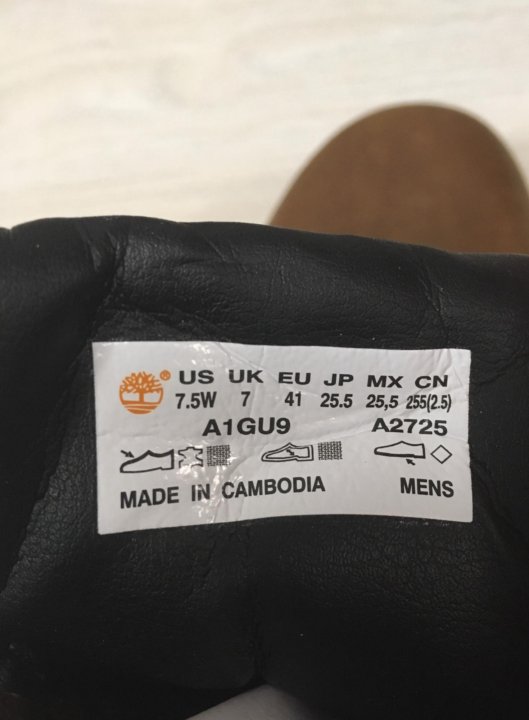 ® US UK EU JP MX CN
7.5W 7 41 25.5 25,5 255(2.5)
A1GU9 A2725
MADE IN CAMBODIA MENS